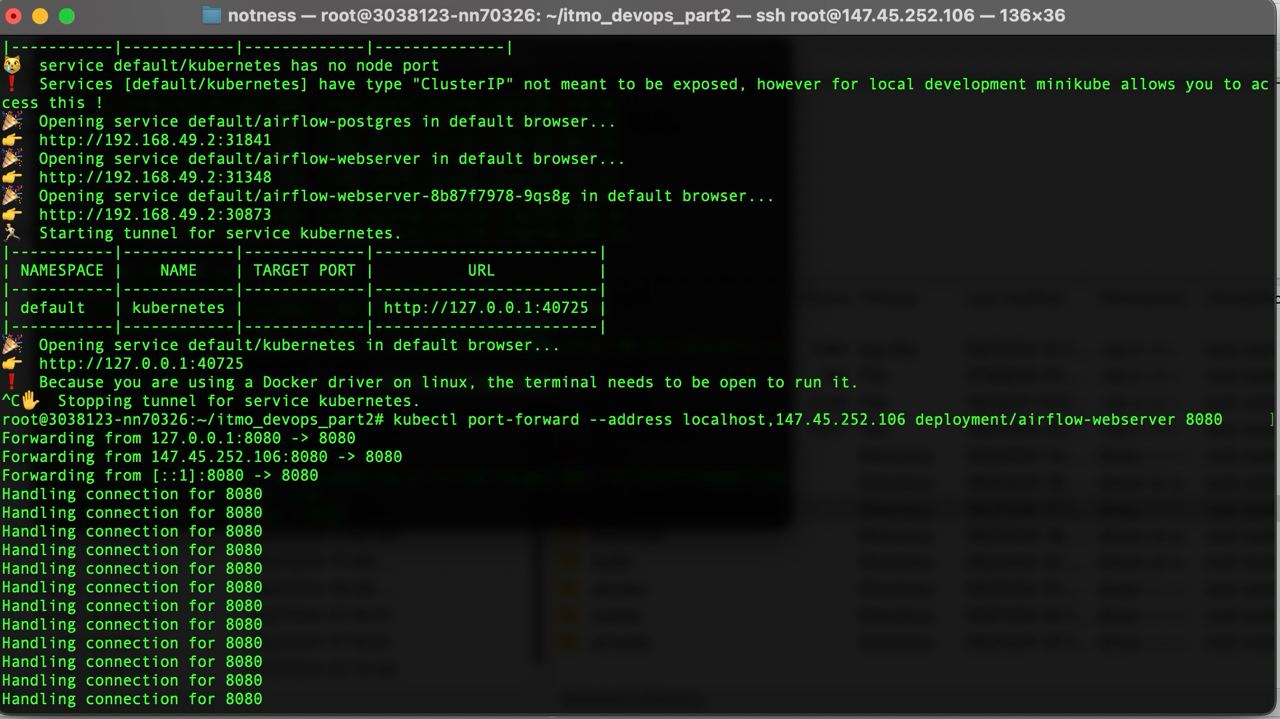 notness — root@3038123-nn70326: ~/itmo_devops_part2 — ssh root@147.45.252.106 — 136×36
|-----------|------------|-------------|--------------|
😿  service default/kubernetes has no node port
❗  Services [default/kubernetes] have type "ClusterIP" not meant to be exposed, however for local development minikube allows you to ac
cess this !
🎉  Opening service default/airflow-postgres in default browser...
👉  http://192.168.49.2:31841
🎉  Opening service default/airflow-webserver in default browser...
👉  http://192.168.49.2:31348
🎉  Opening service default/airflow-webserver-8b87f7978-9qs8g in default browser...
👉  http://192.168.49.2:30873
🏃  Starting tunnel for service kubernetes.
|-----------|------------|-------------|------------------------|
| NAMESPACE |    NAME    | TARGET PORT |          URL           |
|-----------|------------|-------------|------------------------|
| default   | kubernetes |             | http://127.0.0.1:40725 |
|-----------|------------|-------------|------------------------|
🎉  Opening service default/kubernetes in default browser...
👉  http://127.0.0.1:40725
❗  Because you are using a Docker driver on linux, the terminal needs to be open to run it.
^C✋  Stopping tunnel for service kubernetes.
root@3038123-nn70326:~/itmo_devops_part2# kubectl port-forward --address localhost,147.45.252.106 deployment/airflow-webserver 8080     ]
Forwarding from 127.0.0.1:8080 -> 8080
Forwarding from 147.45.252.106:8080 -> 8080
Forwarding from [::1]:8080 -> 8080
Handling connection for 8080
Handling connection for 8080
Handling connection for 8080
Handling connection for 8080
Handling connection for 8080
Handling connection for 8080
Handling connection for 8080
Handling connection for 8080
Handling connection for 8080
Handling connection for 8080
Handling connection for 8080
Handling connection for 8080